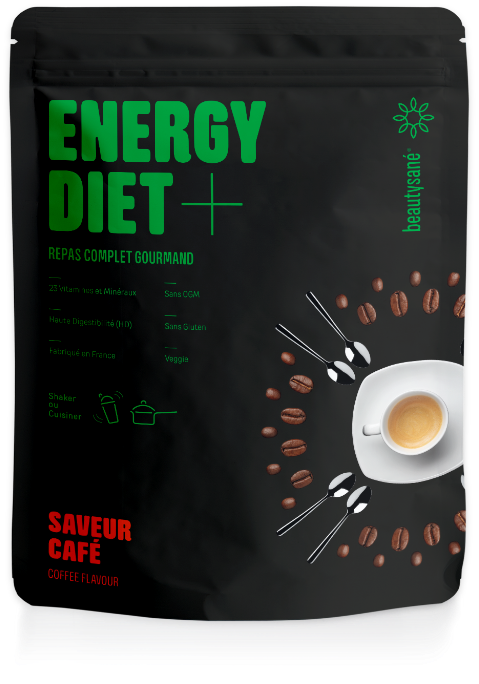 ENERGY
DIET+
beautysané®
REPAS COMPLET GOURMAND
23 Vitamines et Minéraux
Sans OGM
Haute Digestibilité (HD)
Sans Gluten
Fabriqué en France
Veggie
Shaker
ou
Cuisiner
SAVEUR
CAFÉ
COFFEE FLAVOUR